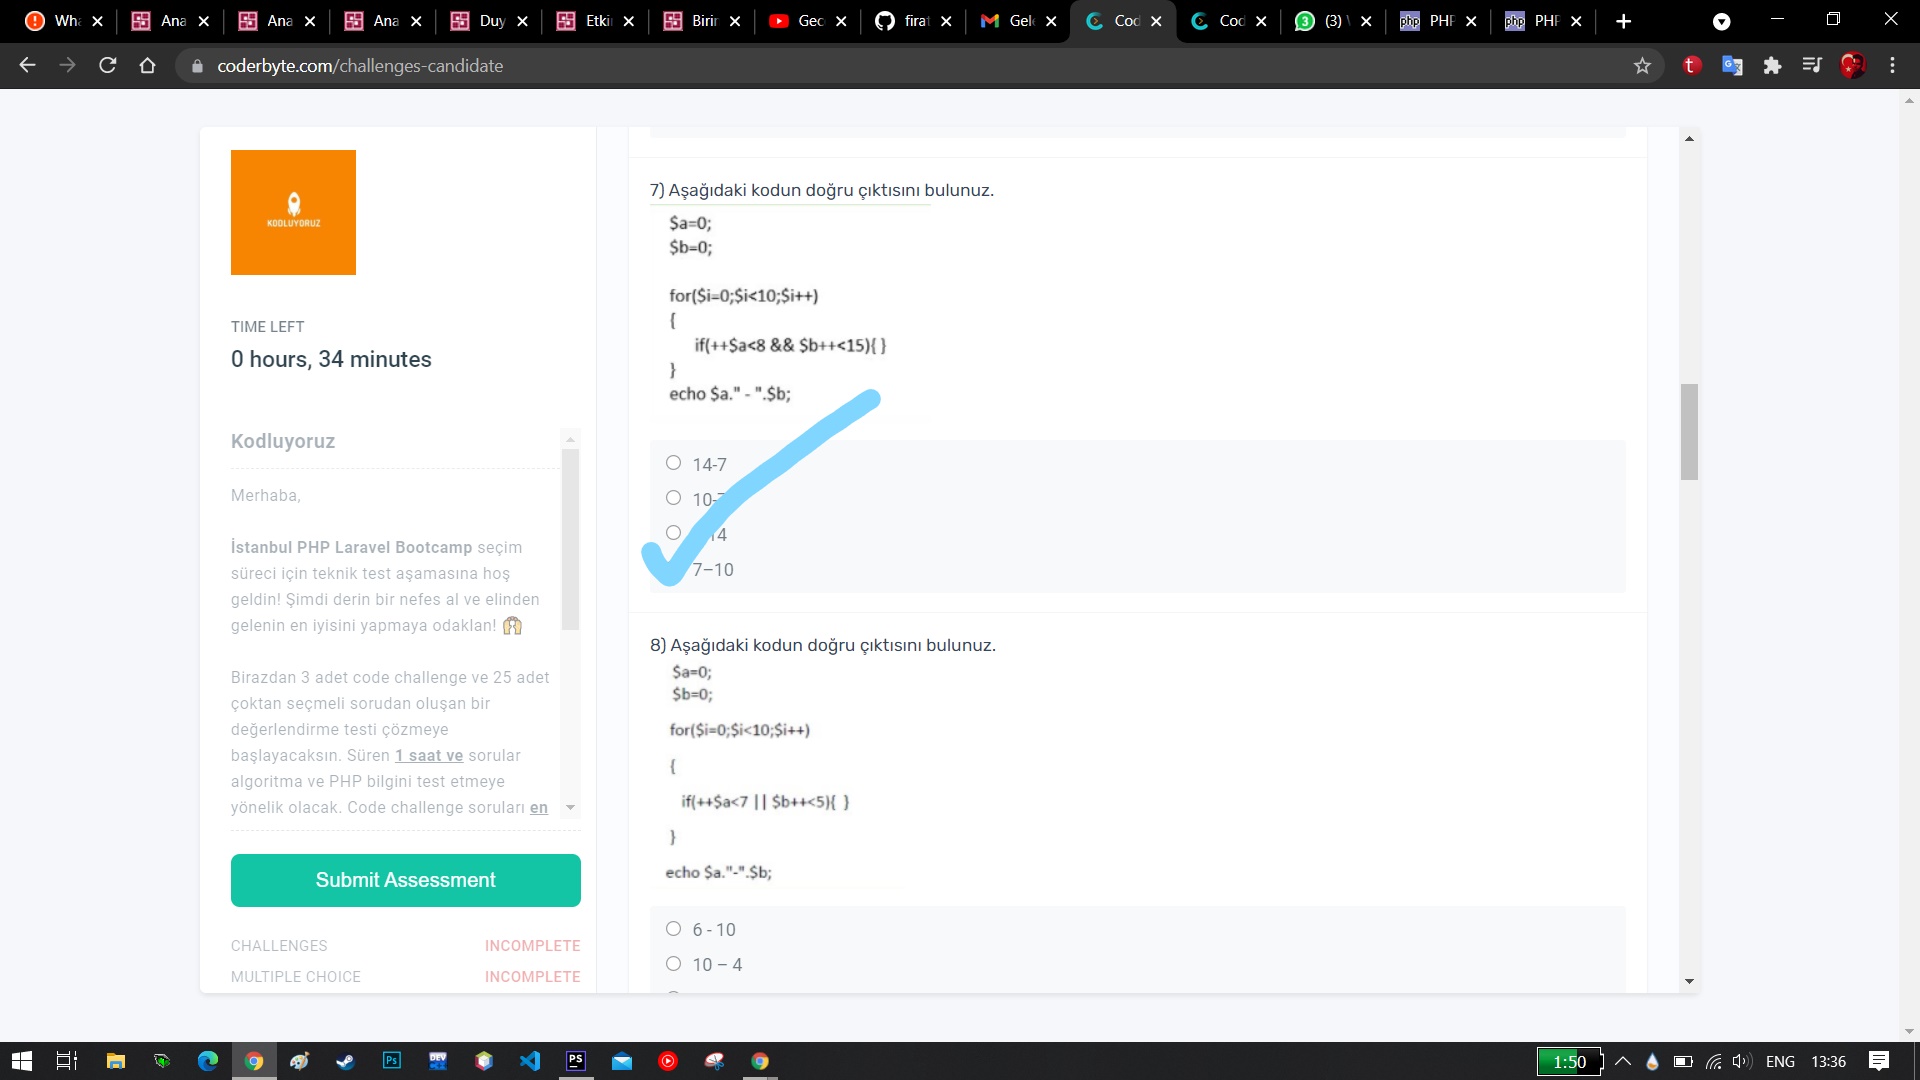 Wha
Ana
Ana
Ana
Duy
Etki
Birin
Geo
firat
Gel
Cod
Cod
(3)
PHP
PHP
coderbyte.com/challenges-candidate
KODLUYORUZ
TIME LEFT
0 hours, 34 minutes
Kodluyoruz
Merhaba,
İstanbul PHP Laravel Bootcamp seçim
süreci için teknik test aşamasına hoş
geldin! Şimdi derin bir nefes al ve elinden
gelenin en iyisini yapmaya odaklan! 🙌🏼
Birazdan 3 adet code challenge ve 25 adet
çoktan seçmeli sorudan oluşan bir
değerlendirme testi çözmeye
başlayacaksın. Süren 1 saat ve sorular
algoritma ve PHP bilgini test etmeye
yönelik olacak. Code challenge soruları en
Submit Assessment
CHALLENGES INCOMPLETE
MULTIPLE CHOICE INCOMPLETE
7) Aşağıdaki kodun doğru çıktısını bulunuz.
$a=0;
$b=0;
for($i=0;$i<10;$i++)
{
if(++$a<8 && $b++<15){ }
}
echo $a." - ".$b;
14-7
10-7
14
7–10
8) Aşağıdaki kodun doğru çıktısını bulunuz.
$a=0;
$b=0;
for($i=0;$i<10;$i++)
{
if(++$a<7 || $b++<5){ }
}
echo $a."-".$b;
6 - 10
10 – 4
1:50
ENG
13:36